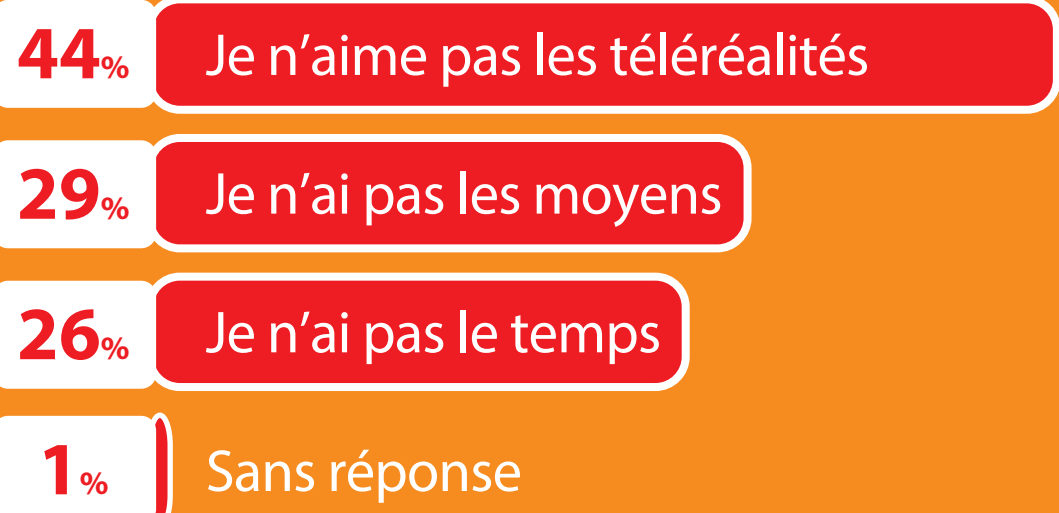 44% Je n’aime pas les téléréalités
29% Je n’ai pas les moyens
26% Je n’ai pas le temps
1% Sans réponse